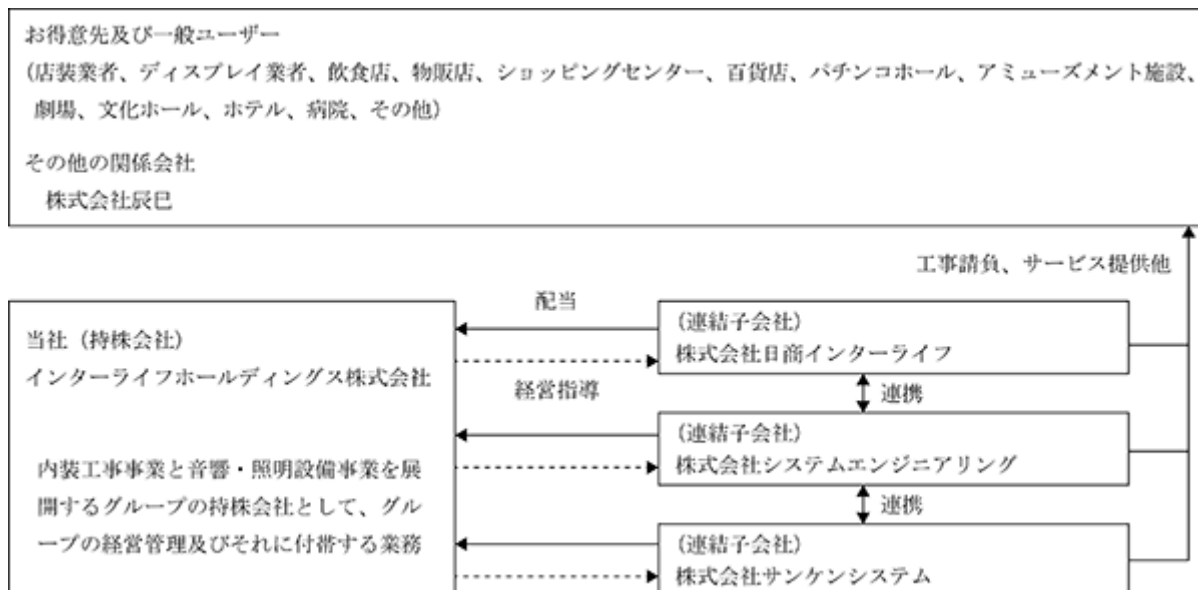 お得意先及び一般ユーザー
(店装業者、ディスプレイ業者、飲食店、物販店、ショッピングセンター、百貨店、パチンコホール、アミューズメント施設、
劇場、文化ホール、ホテル、病院、その他)
その他の関係会社
株式会社辰巳
工事請負、サービス提供他
当社（持株会社）
インターライフホールディングス株式会社
内装工事事業と音響・照明設備事業を展
開するグループの持株会社として、グル
ープの経営管理及びそれに付帯する業務
配当
経営指導
(連結子会社)
株式会社日商インターライフ
連携
(連結子会社)
株式会社システムエンジニアリング
連携
(連結子会社)
株式会社サンケンシステム